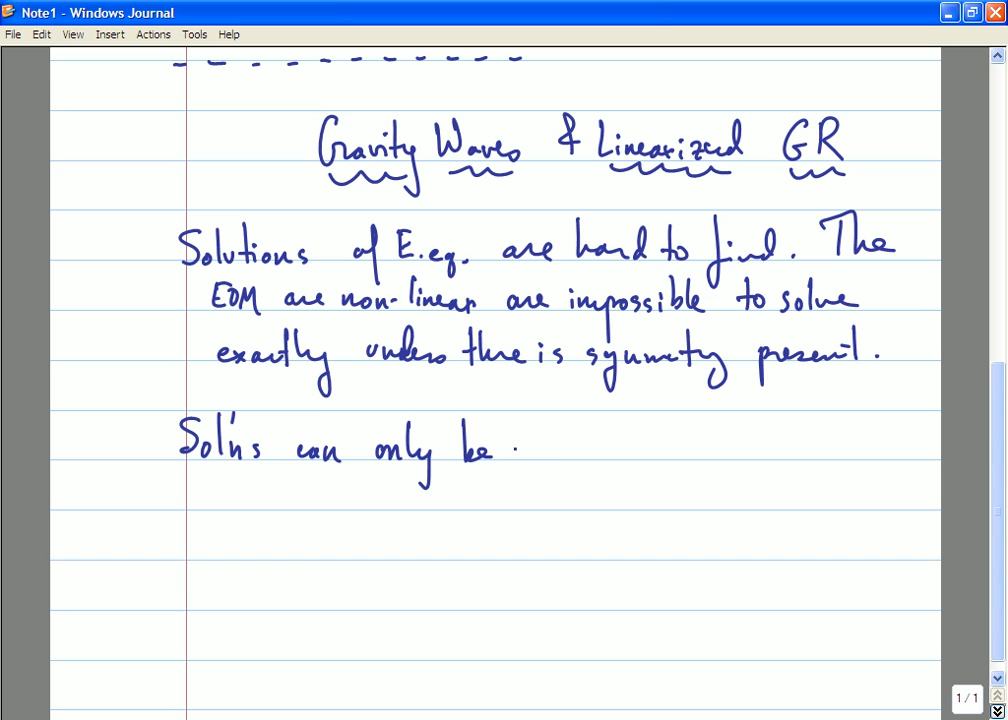 Note1 - Windows Journal
File Edit View Insert Actions Tools Help
Gravity Waves & Linearized GR
Solutions of E.eq. are hard to find. The
EOM are non-linear are impossible to solve
exactly unless there is symmetry present.
Sol'ns can only be
1/1